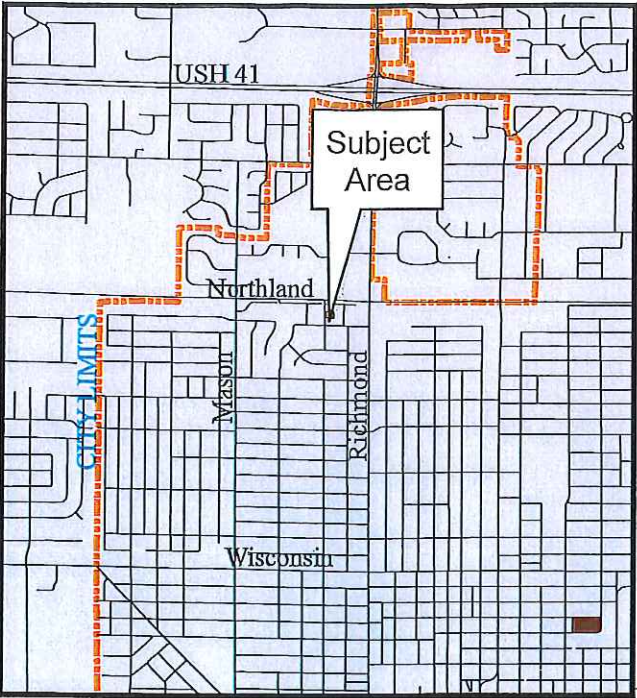 USH 41
Subject
Area
Northland
CITY LIMITS
Mason
Richmond
Wisconsin